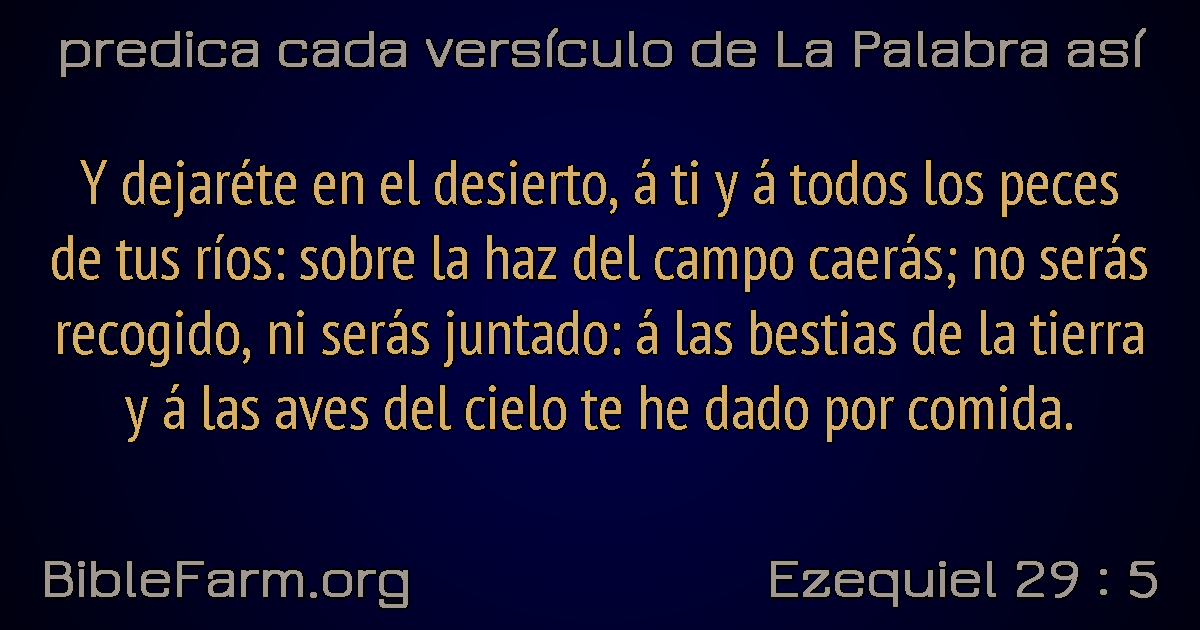 predica cada versículo de La Palabra así
Y dejaréte en el desierto, á ti y á todos los peces
de tus ríos: sobre la haz del campo caerás; no serás
recogido, ni serás juntado: á las bestias de la tierra
y á las aves del cielo te he dado por comida.
BibleFarm.org
Ezequiel 29 : 5